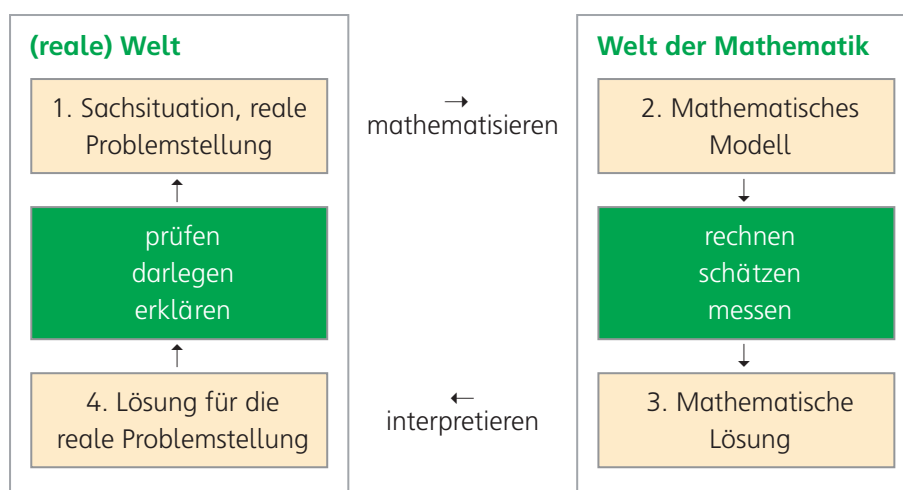 (reale) Welt
1. Sachsituation, reale
Problemstellung
prüfen
darlegen
erklären
4. Lösung für die
reale Problemstellung
→
mathematisieren
←
interpretieren
Welt der Mathematik
2. Mathematisches
Modell
rechnen
schätzen
messen
3. Mathematische
Lösung